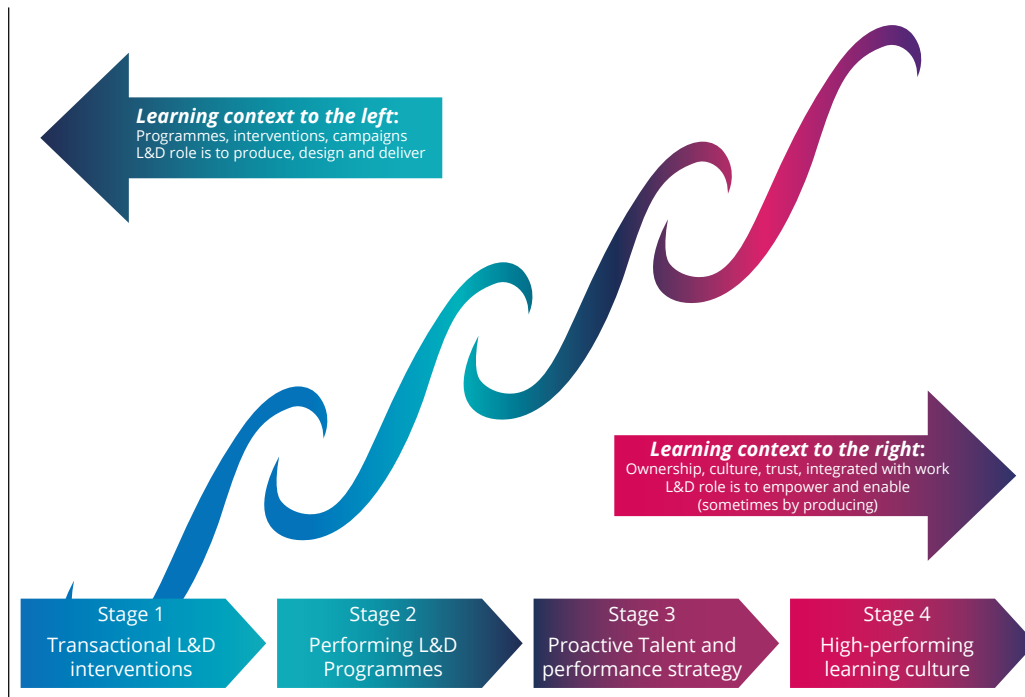 Learning context to the left:
Programmes, interventions, campaigns
L&D role is to produce, design and deliver
Learning context to the right:
Ownership, culture, trust, integrated with work
L&D role is to empower and enable
(sometimes by producing)
Stage 1
Transactional L&D
interventions
Stage 2
Performing L&D
Programmes
Stage 3
Proactive Talent and
performance strategy
Stage 4
High-performing
learning culture